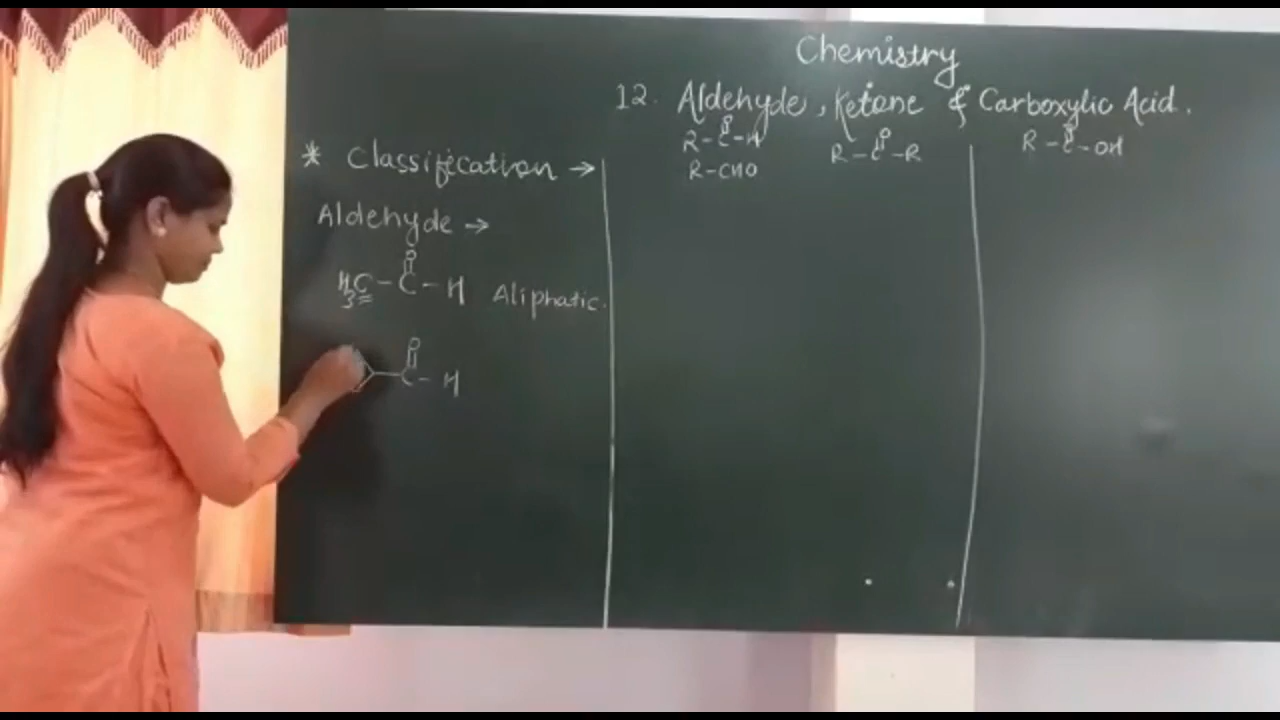 Chemistry
12. Aldehyde, Ketone & Carboxylic Acid.
O O O
R-C-H R-C-R R-C-OH
R-CHO
* Classification →
Aldehyde →
O
H3C-C-H Aliphatic.
O
C-H